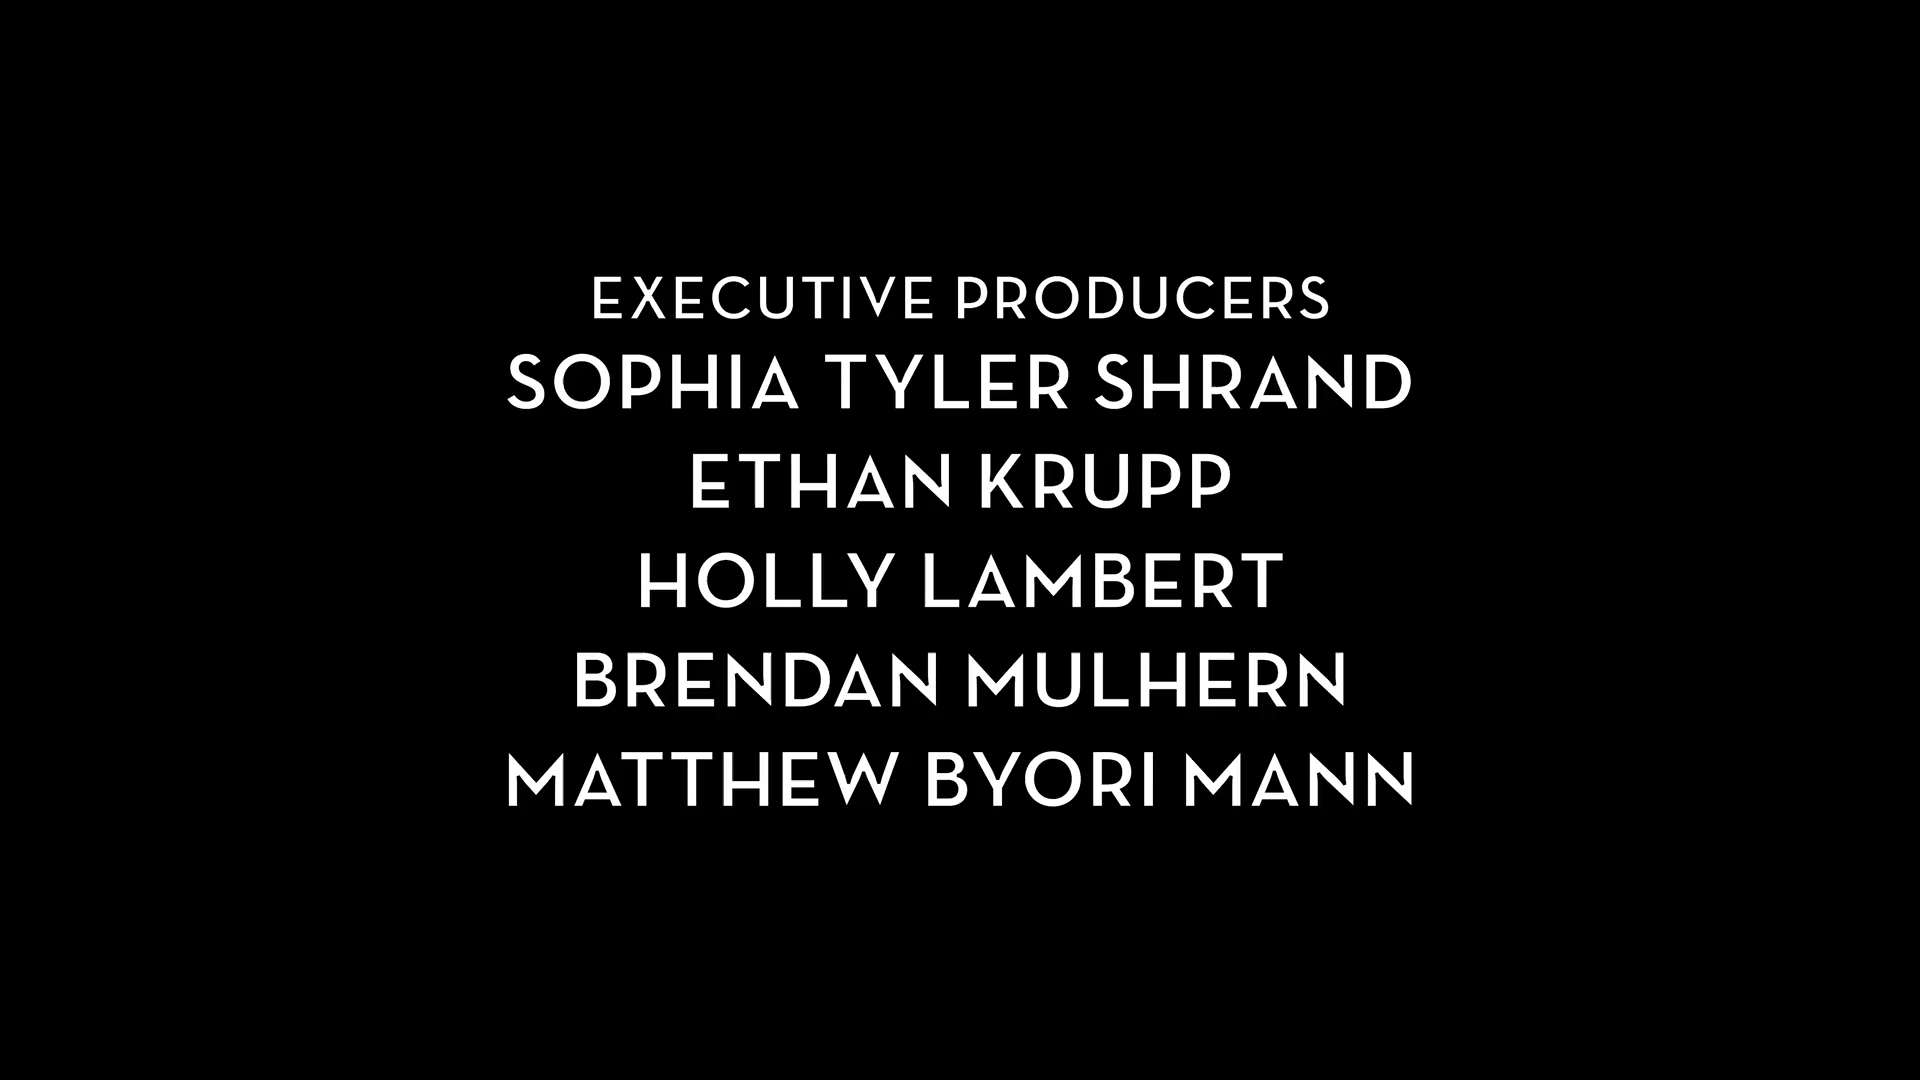 EXECUTIVE PRODUCERS
SOPHIA TYLER SHRAND
ETHAN KRUPP
HOLLY LAMBERT
BRENDAN MULHERN
MATTHEW BYORI MANN